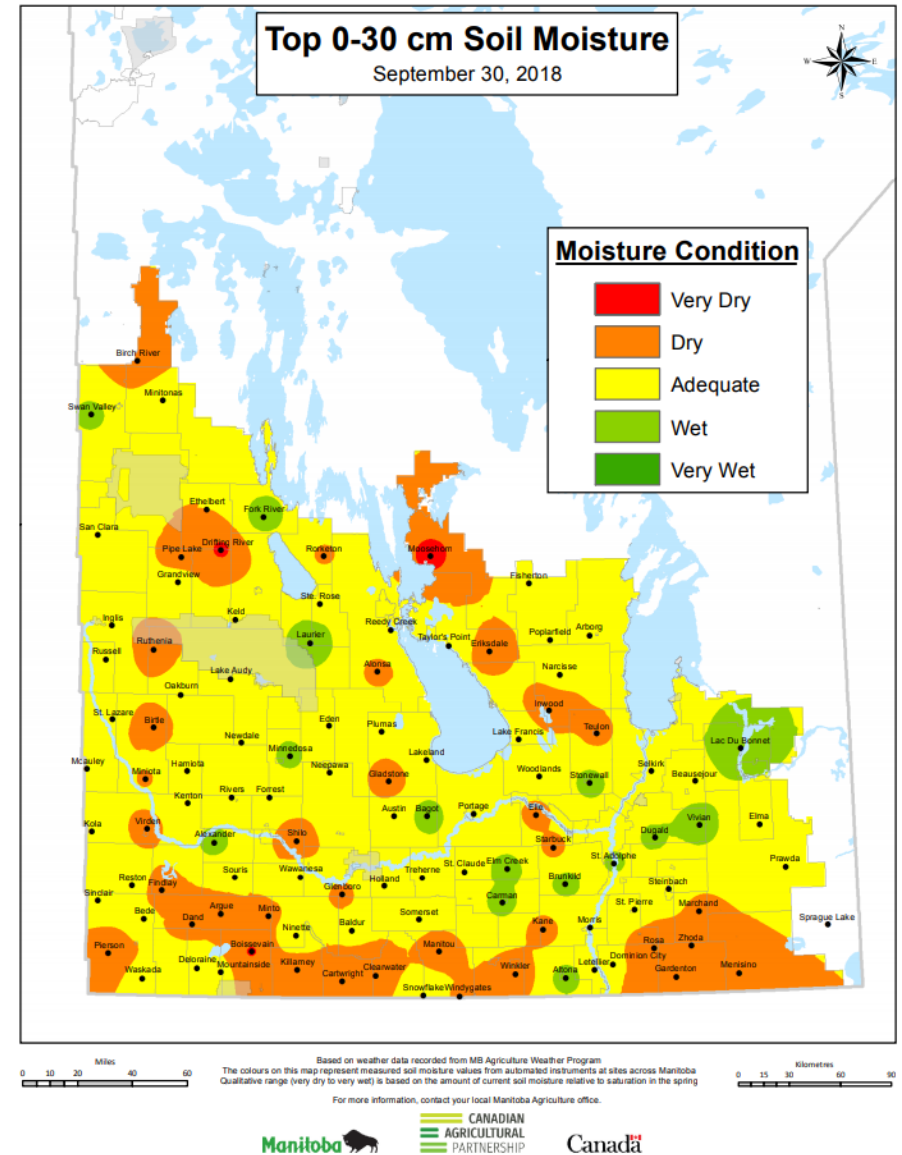 Top 0-30 cm Soil Moisture
September 30, 2018
N
W E
S
Moisture Condition
Very Dry
Dry
Adequate
Wet
Very Wet
Birch River
Minitonas
Swan Valley
Ethelbert
Fork River
San Clara
Drifting River
Pipe Lake
Rorketon
Moosehorn
Grandview
Fisherton
Ste. Rose
Inglis
Keld
Reedy Creek
Laurier
Taylor's Point
Poplarfield
Arborg
Ruthenia
Eriksdale
Russell
Lake Audy
Alonsa
Narcisse
Oakburn
St. Lazare
Birtle
Eden
Plumas
Inwood
Teulon
Newdale
Lake Francis
Lac Du Bonnet
Minnedosa
Lakeland
Mcauley
Hamiota
Neepawa
Miniota
Gladstone
Woodlands
Stonewall
Selkirk
Beausejour
Kenton
Rivers
Forrest
Austin
Bagot
Portage
Elie
Kola
Virden
Alexander
Shilo
Vivian
Elma
Dugald
Starbuck
St. Adolphe
Prawda
St. Claude
Elm Creek
Souris
Wawanesa
Treherne
Holland
Brunkild
Steinbach
Reston
Findlay
Glenboro
Sinclair
Carman
St. Pierre
Marchand
Bede
Argue
Minto
Dand
Somerset
Morris
Sprague Lake
Ninette
Baldur
Kane
Pierson
Boissevain
Manitou
Rosa
Zhoda
Deloraine
Mountainside
Killarney
Clearwater
Cartwright
Winkler
Altona
Letellier
Dominion City
Gardenton
Menisino
Waskada
Snowflake
Windygates
Miles
0 10 20 40 60
Based on weather data recorded from MB Agriculture Weather Program
The colours on this map represent measured soil moisture values from automated instruments at sites across Manitoba
Qualitative range (very dry to very wet) is based on the amount of current soil moisture relative to saturation in the spring
For more information, contact your local Manitoba Agriculture office.
Kilometres
0 15 30 60 90
Manitoba
CANADIAN
AGRICULTURAL
PARTNERSHIP
Canada